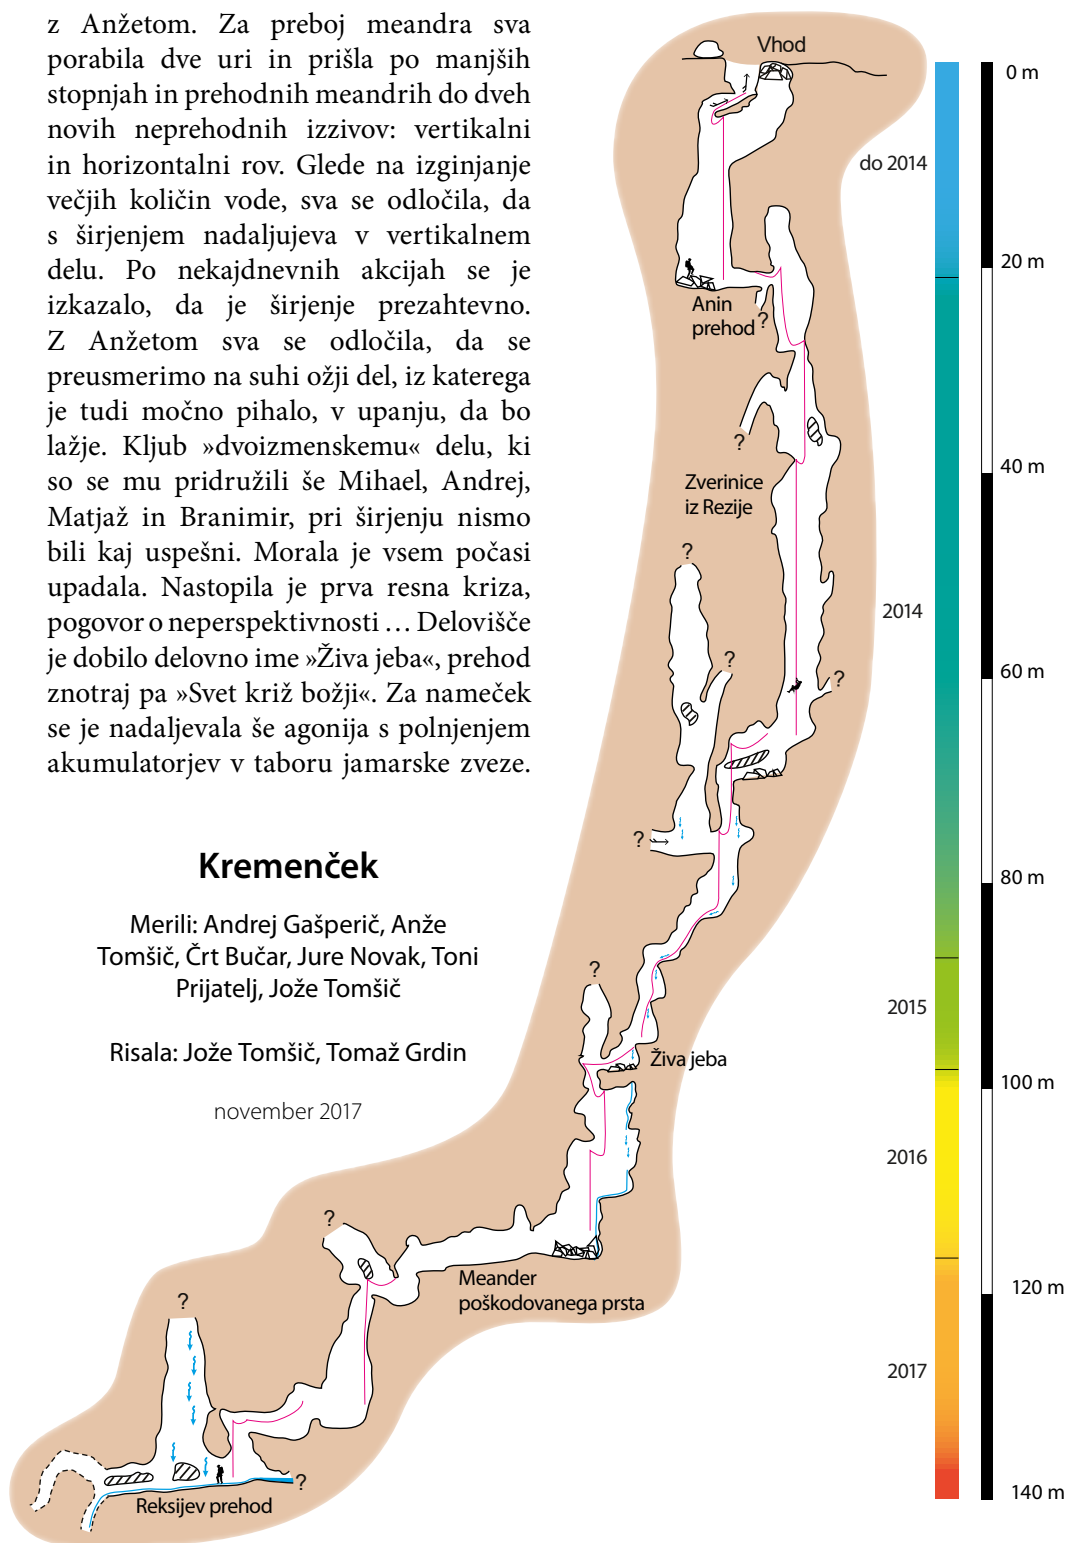 z Anžetom. Za preboj meandra sva
porabila dve uri in prišla po manjših
stopnjah in prehodnih meandrih do dveh
novih neprehodnih izzivov: vertikalni
in horizontalni rov. Glede na izginjanje
večjih količin vode, sva se odločila, da
s širjenjem nadaljujeva v vertikalnem
delu. Po nekajdnevnih akcijah se je
izkazalo, da je širjenje prezahtevno.
Z Anžetom sva se odločila, da se
preusmerimo na suhi ožji del, iz katerega
je tudi močno pihalo, v upanju, da bo
lažje. Kljub »dvoizmenskemu« delu, ki
so se mu pridružili še Mihael, Andrej,
Matjaž in Branimir, pri širjenju nismo
bili kaj uspešni. Morala je vsem počasi
upadala. Nastopila je prva resna kriza,
pogovor o neperspektivnosti … Delovišče
je dobilo delovno ime »Živa jeba«, prehod
znotraj pa »Svet križ božji«. Za nameček
se je nadaljevala še agonija s polnjenjem
akumulatorjev v taboru jamarske zveze.
Kremenček
Merili: Andrej Gašperič, Anže
Tomšič, Črt Bučar, Jure Novak, Toni
Prijatelj, Jože Tomšič
Risala: Jože Tomšič, Tomaž Grdin
november 2017
Vhod
Anin
prehod
?
?
Zverinice
iz Rezije
?
?
?
?
?
Živa jeba
?
Meander
poškodovanega prsta
?
?
Reksijev prehod
do 2014
2014
2015
2016
2017
0 m
20 m
40 m
60 m
80 m
100 m
120 m
140 m